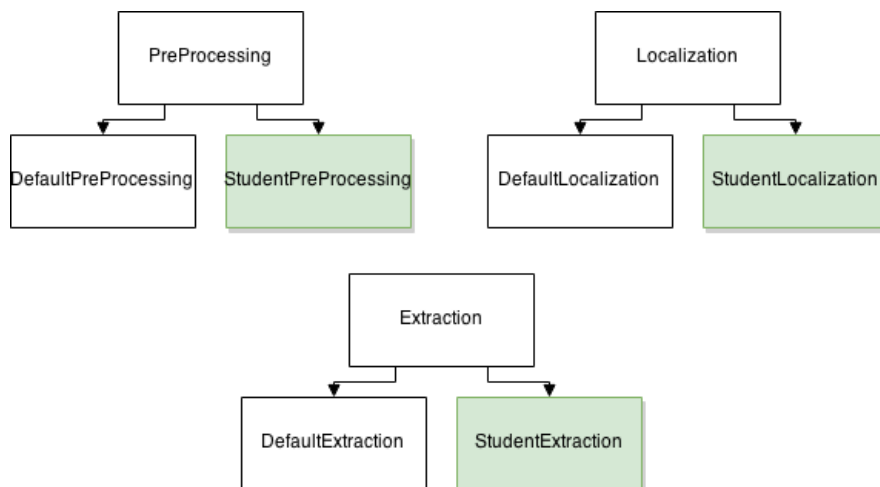 PreProcessing
Localization
DefaultPreProcessing
StudentPreProcessing
DefaultLocalization
StudentLocalization
Extraction
DefaultExtraction
StudentExtraction